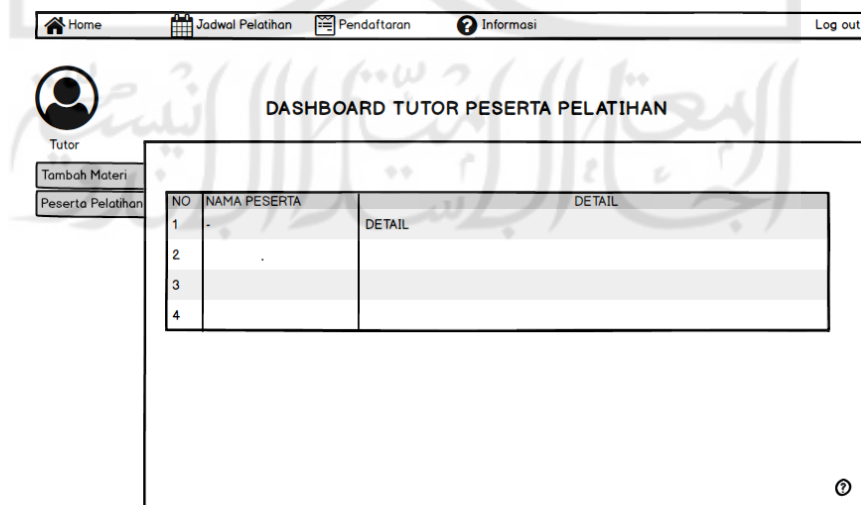 Home Jadwal Pelatihan Pendaftaran Informasi Log out
DASHBOARD TUTOR PESERTA PELATIHAN
Tutor
Tambah Materi
Peserta Pelatihan
NO NAMA PESERTA DETAIL
1 - DETAIL
2 .
3
4